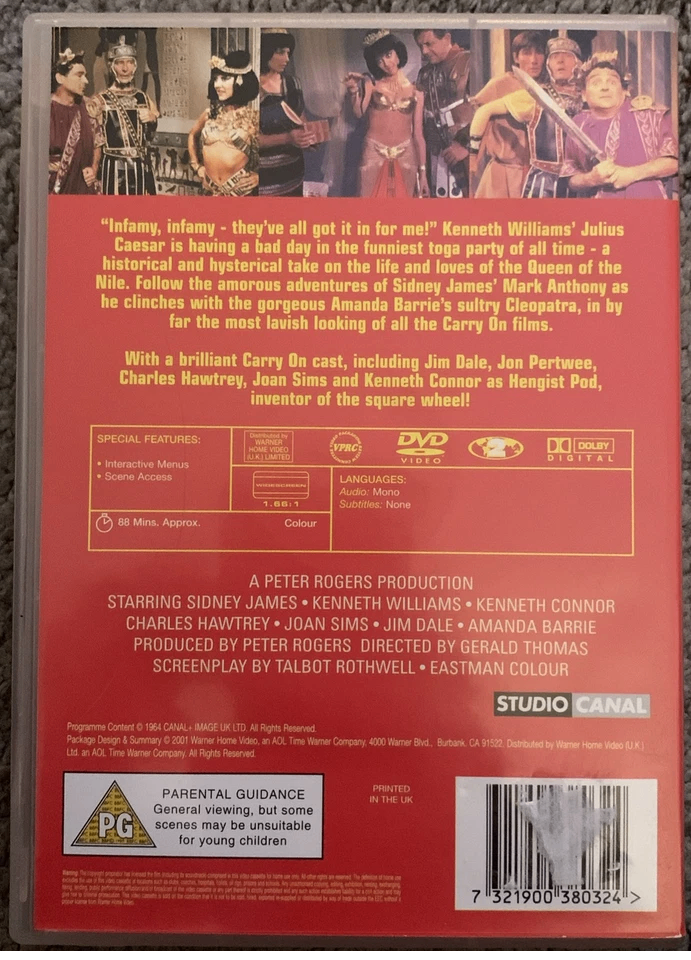 "Infamy, infamy - they've all got it in for me!" Kenneth Williams' Julius
Caesar is having a bad day in the funniest toga party of all time - a
historical and hysterical take on the life and loves of the Queen of the
Nile. Follow the amorous adventures of Sidney James' Mark Anthony as
he clinches with the gorgeous Amanda Barrie's sultry Cleopatra, in by
far the most lavish looking of all the Carry On films.
With a brilliant Carry On cast, including Jim Dale, Jon Pertwee,
Charles Hawtrey, Joan Sims and Kenneth Connor as Hengist Pod,
inventor of the square wheel!
SPECIAL FEATURES:
• Interactive Menus
• Scene Access
88 Mins. Approx.
Colour
Distributed by
WARNER
HOME VIDEO
(U.K.) LIMITED
VPRC
DVD
VIDEO
2
DOLBY
DIGITAL
WIDESCREEN
1.66:1
LANGUAGES:
Audio: Mono
Subtitles: None
A PETER ROGERS PRODUCTION
STARRING SIDNEY JAMES • KENNETH WILLIAMS • KENNETH CONNOR
CHARLES HAWTREY • JOAN SIMS • JIM DALE • AMANDA BARRIE
PRODUCED BY PETER ROGERS DIRECTED BY GERALD THOMAS
SCREENPLAY BY TALBOT ROTHWELL • EASTMAN COLOUR
STUDIO CANAL
Programme Content © 1964 CANAL+ IMAGE UK LTD. All Rights Reserved.
Package Design & Summary © 2001 Warner Home Video, an AOL Time Warner Company, 4000 Warner Blvd., Burbank, CA 91522. Distributed by Warner Home Video (U.K.)
Ltd. an AOL Time Warner Company. All Rights Reserved.
PG
PARENTAL GUIDANCE
General viewing, but some
scenes may be unsuitable
for young children
PRINTED
IN THE UK
7 321900 380324 >